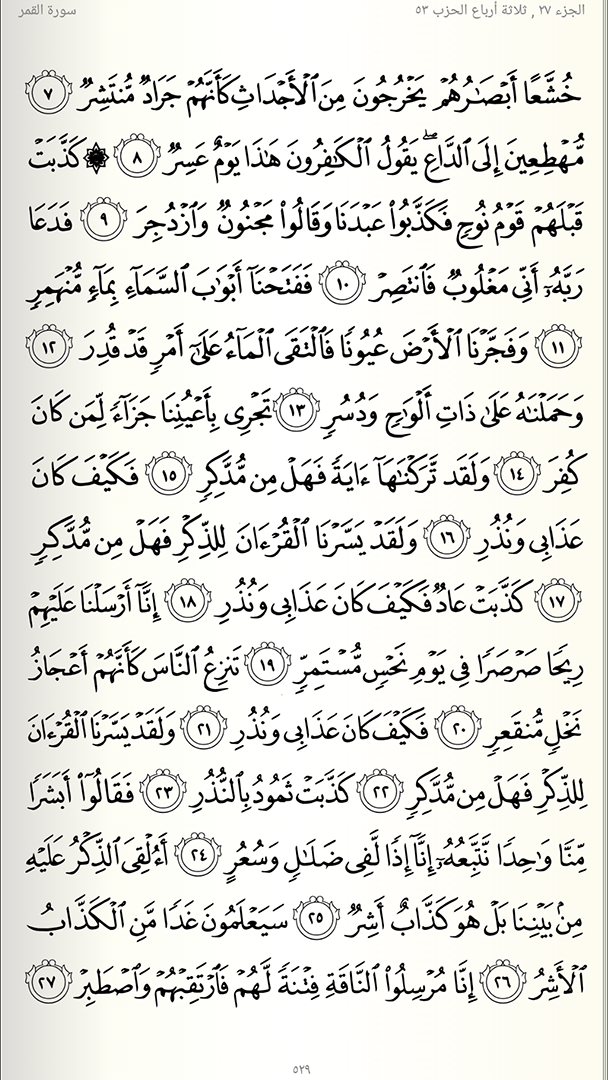 سورة القمر
الجزء ٢٧ , ثلاثة أرباع الحزب ٥٣
خُشَّعًا أَبۡصَـٰرُهُمۡ يَخۡرُجُونَ مِنَ ٱلۡأَجۡدَاثِ كَأَنَّهُمۡ جَرَادٌ مُّنتَشِرٌ ٧
مُّهۡطِعِينَ إِلَى ٱلدَّاعِۖ يَقُولُ ٱلۡكَـٰفِرُونَ هَـٰذَا يَوۡمٌ عَسِرٌ ٨ ۞ كَذَّبَتۡ
قَبۡلَهُمۡ قَوۡمُ نُوحٍ فَكَذَّبُواْ عَبۡدَنَا وَقَالُواْ مَجۡنُونٌ وَٱزۡدُجِرَ ٩ فَدَعَا
رَبَّهُۥٓ أَنِّي مَغۡلُوبٌ فَٱنتَصِرۡ ١٠ فَفَتَحۡنَآ أَبۡوَٰبَ ٱلسَّمَآءِ بِمَآءٍ مُّنۡهَمِرٍ
١١ وَفَجَّرۡنَا ٱلۡأَرۡضَ عُيُونًا فَٱلۡتَقَى ٱلۡمَآءُ عَلَىٰٓ أَمۡرٍ قَدۡ قُدِرَ ١٢
وَحَمَلۡنَـٰهُ عَلَىٰ ذَاتِ أَلۡوَٰحٍ وَدُسُرٍ ١٣ تَجۡرِي بِأَعۡيُنِنَا جَزَآءً لِّمَن كَانَ
كُفِرَ ١٤ وَلَقَد تَّرَكۡنَـٰهَآ ءَايَةً فَهَلۡ مِن مُّدَّكِرٍ ١٥ فَكَيۡفَ كَانَ
عَذَابِي وَنُذُرِ ١٦ وَلَقَدۡ يَسَّرۡنَا ٱلۡقُرۡءَانَ لِلذِّكۡرِ فَهَلۡ مِن مُّدَّكِرٍ
١٧ كَذَّبَتۡ عَادٌ فَكَيۡفَ كَانَ عَذَابِي وَنُذُرِ ١٨ إِنَّآ أَرۡسَلۡنَا عَلَيۡهِمۡ
رِيحًا صَرۡصَرًا فِي يَوۡمِ نَحۡسٍ مُّسۡتَمِرٍّ ١٩ تَنزِعُ ٱلنَّاسَ كَأَنَّهُمۡ أَعۡجَازُ
نَخۡلٍ مُّنقَعِرٍ ٢٠ فَكَيۡفَ كَانَ عَذَابِي وَنُذُرِ ٢١ وَلَقَدۡ يَسَّرۡنَا ٱلۡقُرۡءَانَ
لِلذِّكۡرِ فَهَلۡ مِن مُّدَّكِرٍ ٢٢ كَذَّبَتۡ ثَمُودُ بِٱلنُّذُرِ ٢٣ فَقَالُوٓاْ أَبَشَرًا
مِّنَّا وَٰحِدًا نَّتَّبِعُهُۥٓ إِنَّآ إِذًا لَّفِي ضَلَـٰلٍ وَسُعُرٍ ٢٤ أَءُلۡقِيَ ٱلذِّكۡرُ عَلَيۡهِ
مِنۢ بَيۡنِنَا بَلۡ هُوَ كَذَّابٌ أَشِرٌ ٢٥ سَيَعۡلَمُونَ غَدًا مَّنِ ٱلۡكَذَّابُ
ٱلۡأَشِرُ ٢٦ إِنَّا مُرۡسِلُواْ ٱلنَّاقَةِ فِتۡنَةً لَّهُمۡ فَٱرۡتَقِبۡهُمۡ وَٱصۡطَبِرۡ ٢٧
٥٢٩